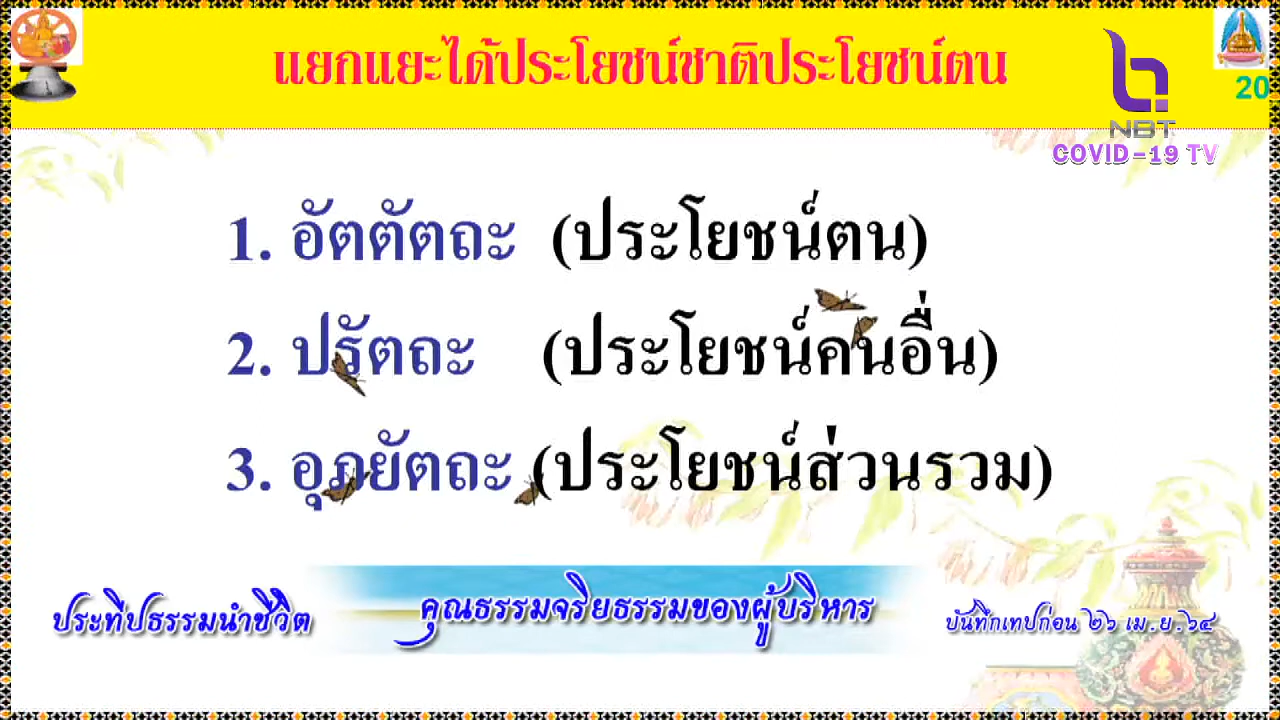 แยกแยะได้ประโยชน์ชาติประโยชน์ตน
20
NBT
COVID-19 TV
1. อัตตัตถะ (ประโยชน์ตน)
2. ปรัตถะ (ประโยชน์คนอื่น)
3. อุภยัตถะ (ประโยชน์ส่วนรวม)
ประทีปธรรมนำชีวิต
คุณธรรมจริยธรรมของผู้บริหาร
บันทึกเทปก่อน ๒๖ เม.ย.๖๔